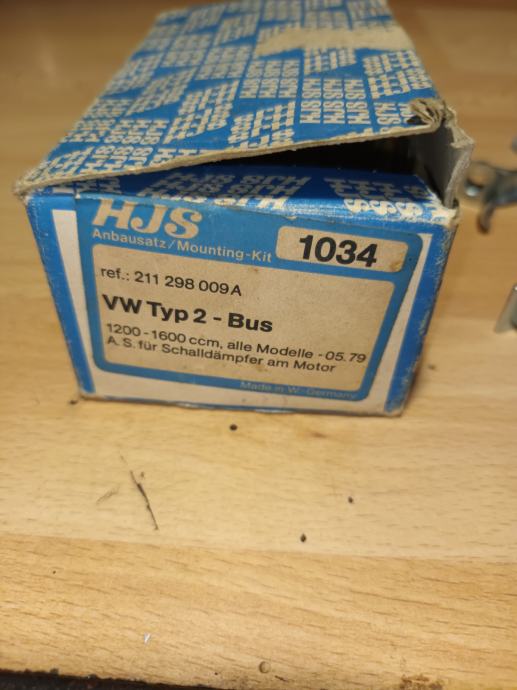 HJS
Anbausatz/Mounting-Kit
1034
ref.: 211 298 009A
VW Typ 2 - Bus
1200-1600 ccm, alle Modelle -05.79
A.S. für Schalldämpfer am Motor
Made in W.-Germany